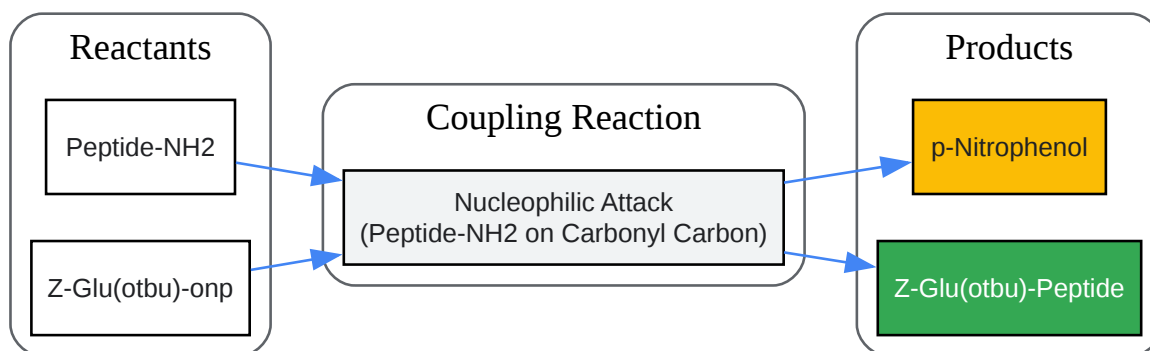 Reactants
Peptide-NH2
Z-Glu(otbu)-onp
Coupling Reaction
Nucleophilic Attack
(Peptide-NH2 on Carbonyl Carbon)
Products
p-Nitrophenol
Z-Glu(otbu)-Peptide